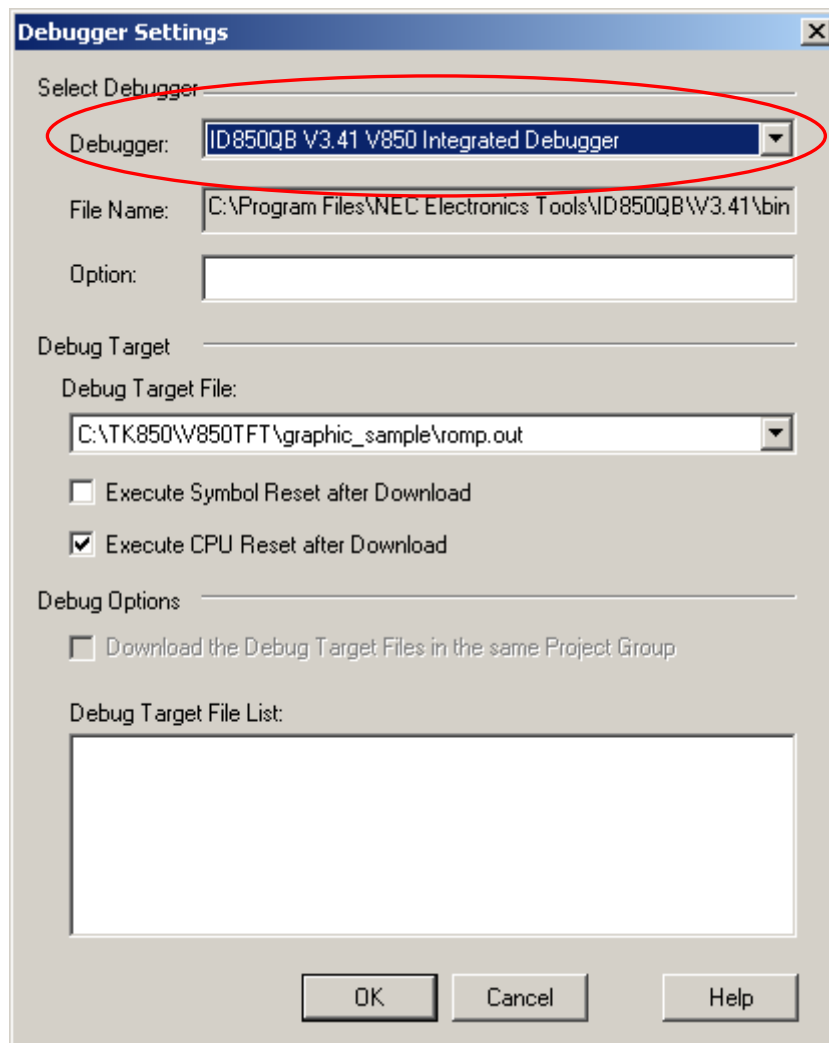 Debugger Settings
Select Debugger
Debugger: ID850QB V3.41 V850 Integrated Debugger
File Name: C:\Program Files\NEC Electronics Tools\ID850QB\V3.41\bin
Option:
Debug Target
Debug Target File:
C:\TK850\V850TFT\graphic_sample\romp.out
Execute Symbol Reset after Download
Execute CPU Reset after Download
Debug Options
Download the Debug Target Files in the same Project Group
Debug Target File List:
OK Cancel Help